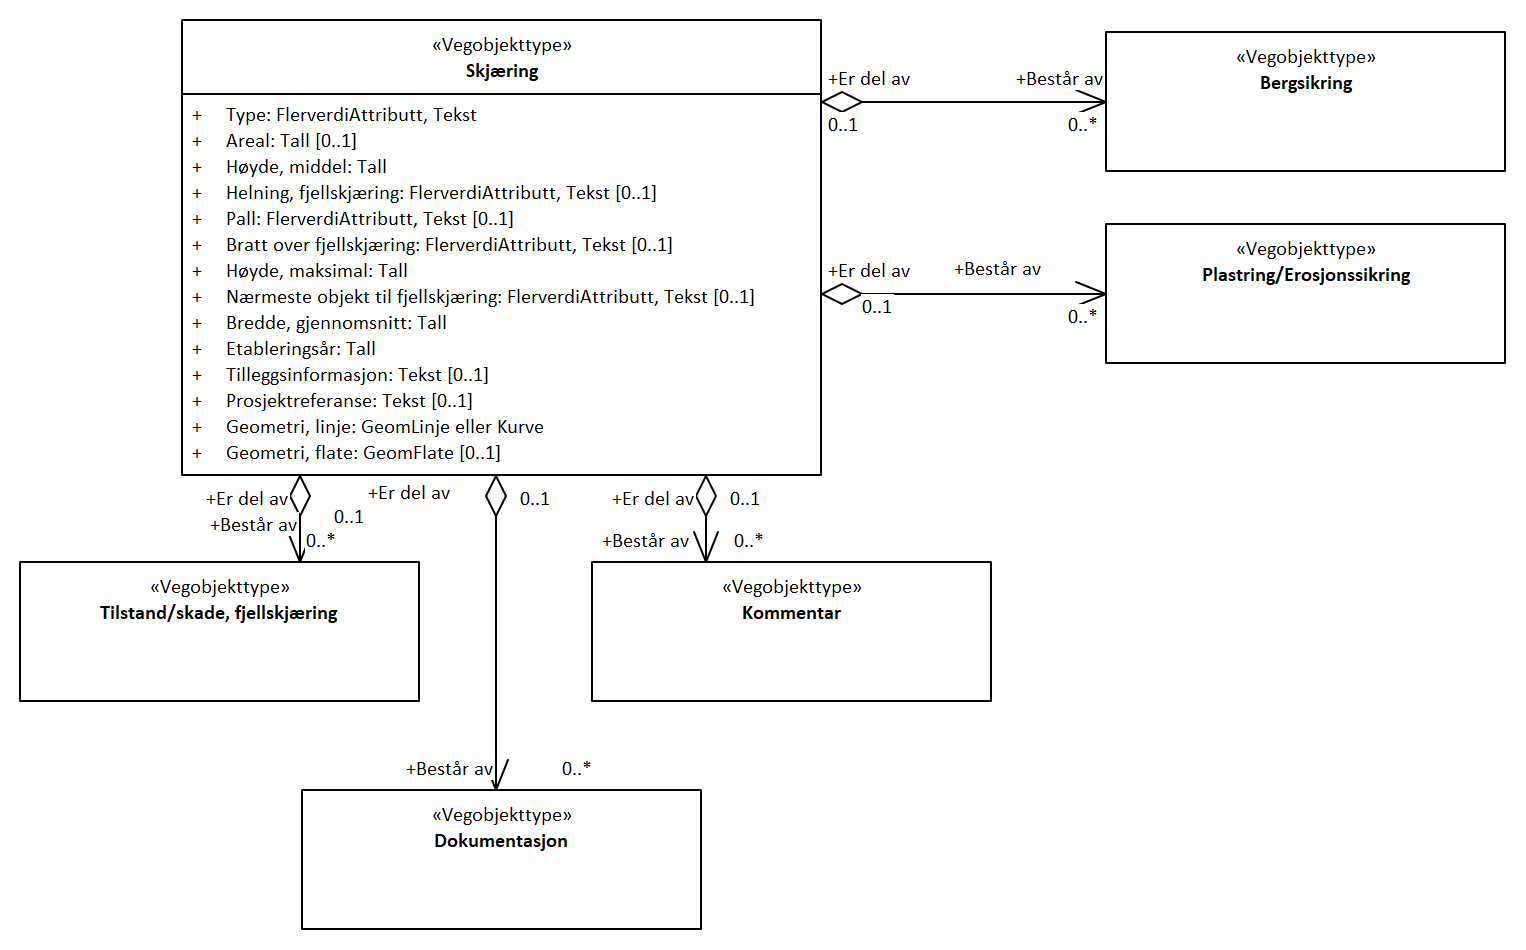 «Vegobjekttype»
Skjæring
+ Type: FlerverdiAttributt, Tekst
+ Areal: Tall [0..1]
+ Høyde, middel: Tall
+ Helning, fjellskjæring: FlerverdiAttributt, Tekst [0..1]
+ Pall: FlerverdiAttributt, Tekst [0..1]
+ Bratt over fjellskjæring: FlerverdiAttributt, Tekst [0..1]
+ Høyde, maksimal: Tall
+ Nærmeste objekt til fjellskjæring: FlerverdiAttributt, Tekst [0..1]
+ Bredde, gjennomsnitt: Tall
+ Etableringsår: Tall
+ Tilleggsinformasjon: Tekst [0..1]
+ Prosjektreferanse: Tekst [0..1]
+ Geometri, linje: GeomLinje eller Kurve
+ Geometri, flate: GeomFlate [0..1]
+Er del av
+Består av
0..1
0..*
«Vegobjekttype»
Bergsikring
+Er del av
+Består av
0..1
0..*
«Vegobjekttype»
Plastring/Erosjonssikring
+Er del av
0..1
+Består av
0..*
«Vegobjekttype»
Tilstand/skade, fjellskjæring
+Er del av
0..1
+Består av
0..*
«Vegobjekttype»
Dokumentasjon
+Er del av
0..1
+Består av
0..*
«Vegobjekttype»
Kommentar